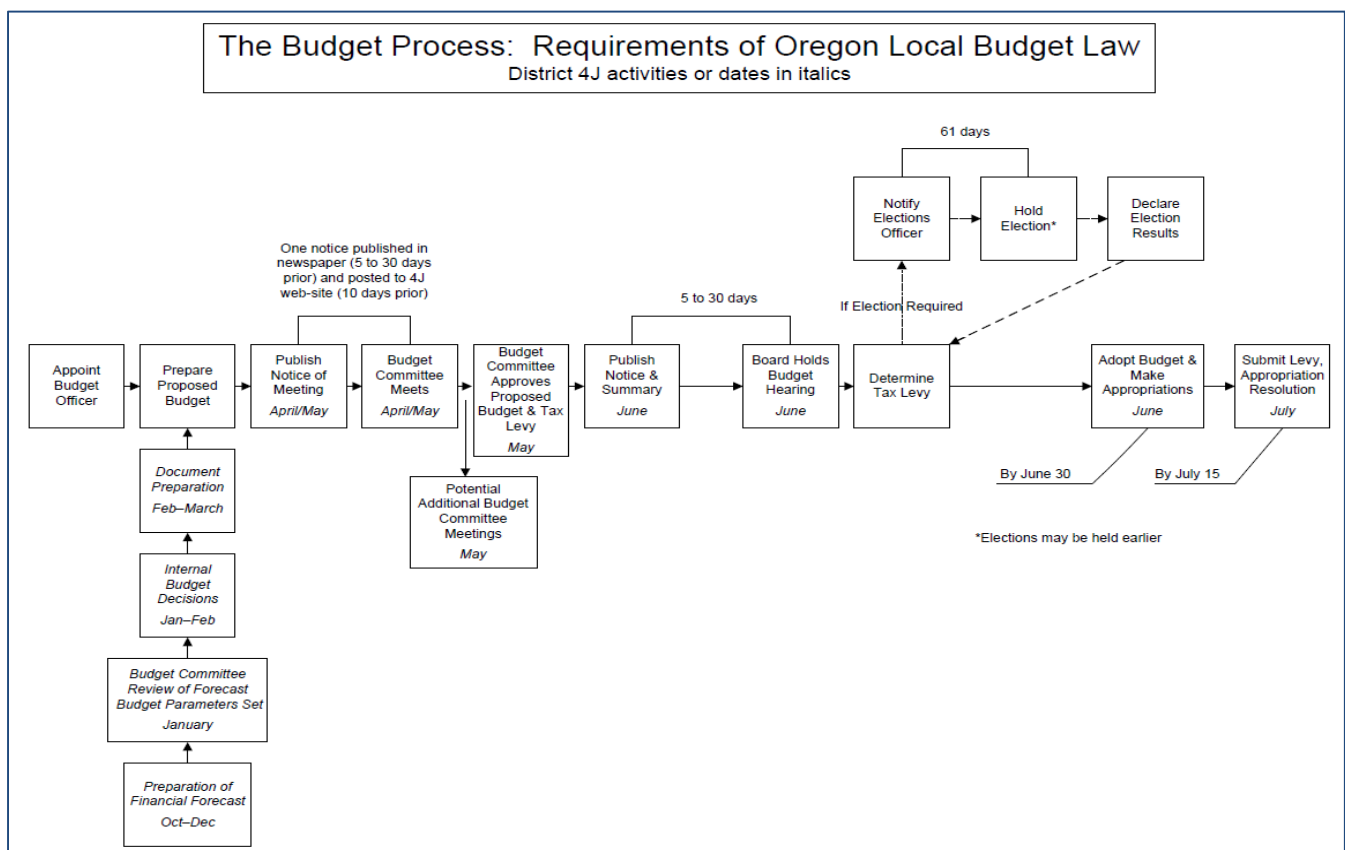 The Budget Process:  Requirements of Oregon Local Budget Law
District 4J activities or dates in italics
61 days
Notify
Elections
Officer
Hold
Election*
Declare
Election
Results
One notice published in
newspaper (5 to 30 days
prior) and posted to 4J
web-site (10 days prior)
5 to 30 days
If Election Required
Appoint
Budget
Officer
Prepare
Proposed
Budget
Publish
Notice of
Meeting
April/May
Budget
Committee
Meets
April/May
Budget
Committee
Approves
Proposed
Budget & Tax
Levy
May
Publish
Notice &
Summary
June
Board Holds
Budget
Hearing
June
Determine
Tax Levy
Adopt Budget &
Make
Appropriations
June
Submit Levy,
Appropriation
Resolution
July
By June 30
By July 15
Document
Preparation
Feb–March
Potential
Additional Budget
Committee
Meetings
May
*Elections may be held earlier
Internal
Budget
Decisions
Jan–Feb
Budget Committee
Review of Forecast
Budget Parameters Set
January
Preparation of
Financial Forecast
Oct–Dec